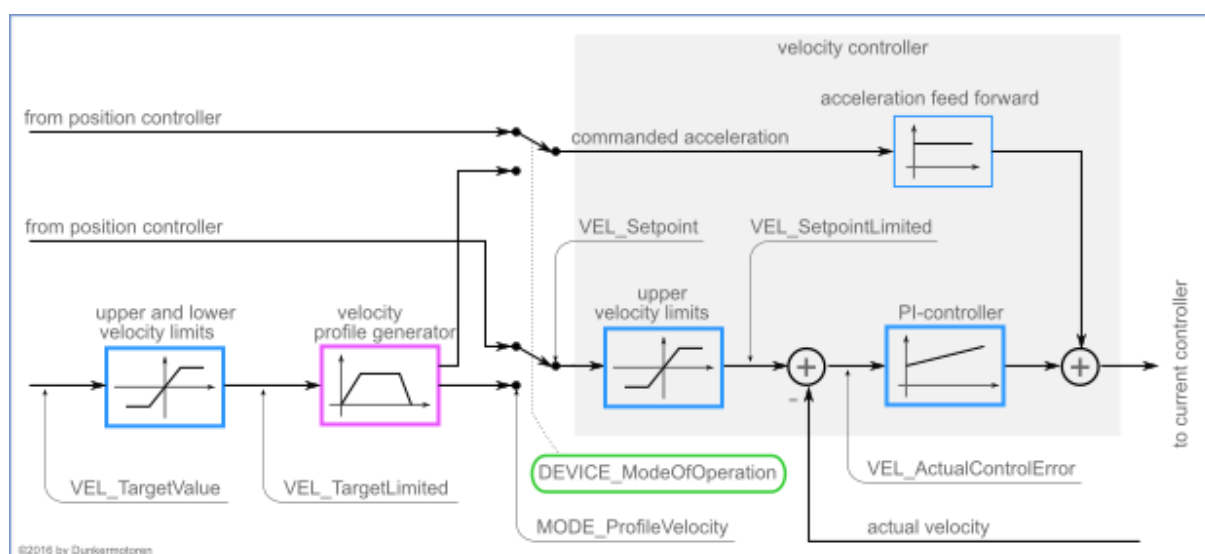 velocity controller
acceleration feed forward
from position controller
commanded acceleration
from position controller
VEL_Setpoint
VEL_SetpointLimited
upper and lower
velocity limits
velocity
profile generator
upper
velocity limits
PI-controller
+
+
−
to current controller
DEVICE_ModeOfOperation
VEL_TargetValue
VEL_TargetLimited
VEL_ActualControlError
MODE_ProfileVelocity
actual velocity
©2016 by Dunkermotoren